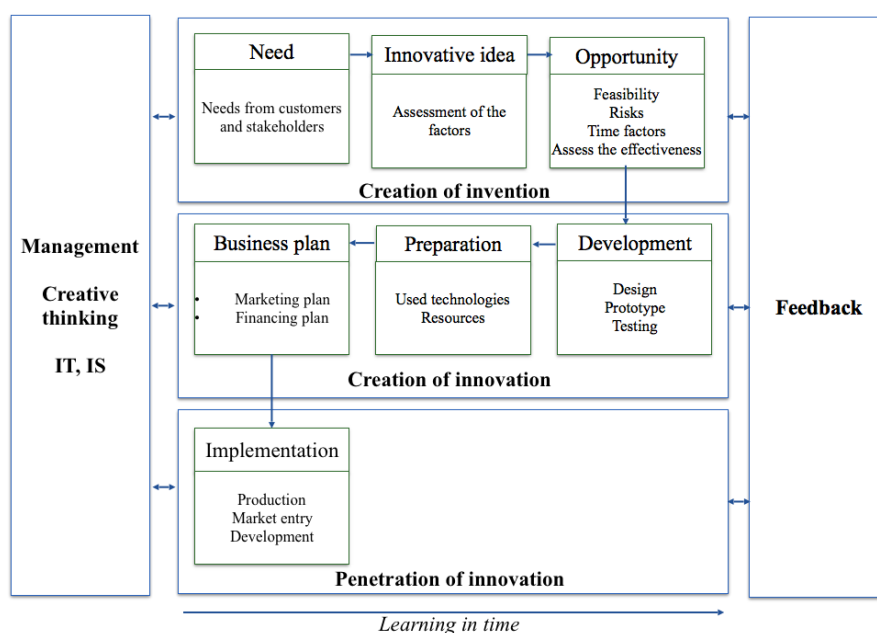 Management
Creative
thinking
IT, IS
Need
Needs from customers
and stakeholders
Innovative idea
Assessment of the
factors
Opportunity
Feasibility
Risks
Time factors
Assess the effectiveness
Creation of invention
Business plan
• Marketing plan
• Financing plan
Preparation
Used technologies
Resources
Development
Design
Prototype
Testing
Creation of innovation
Implementation
Production
Market entry
Development
Penetration of innovation
Feedback
Learning in time